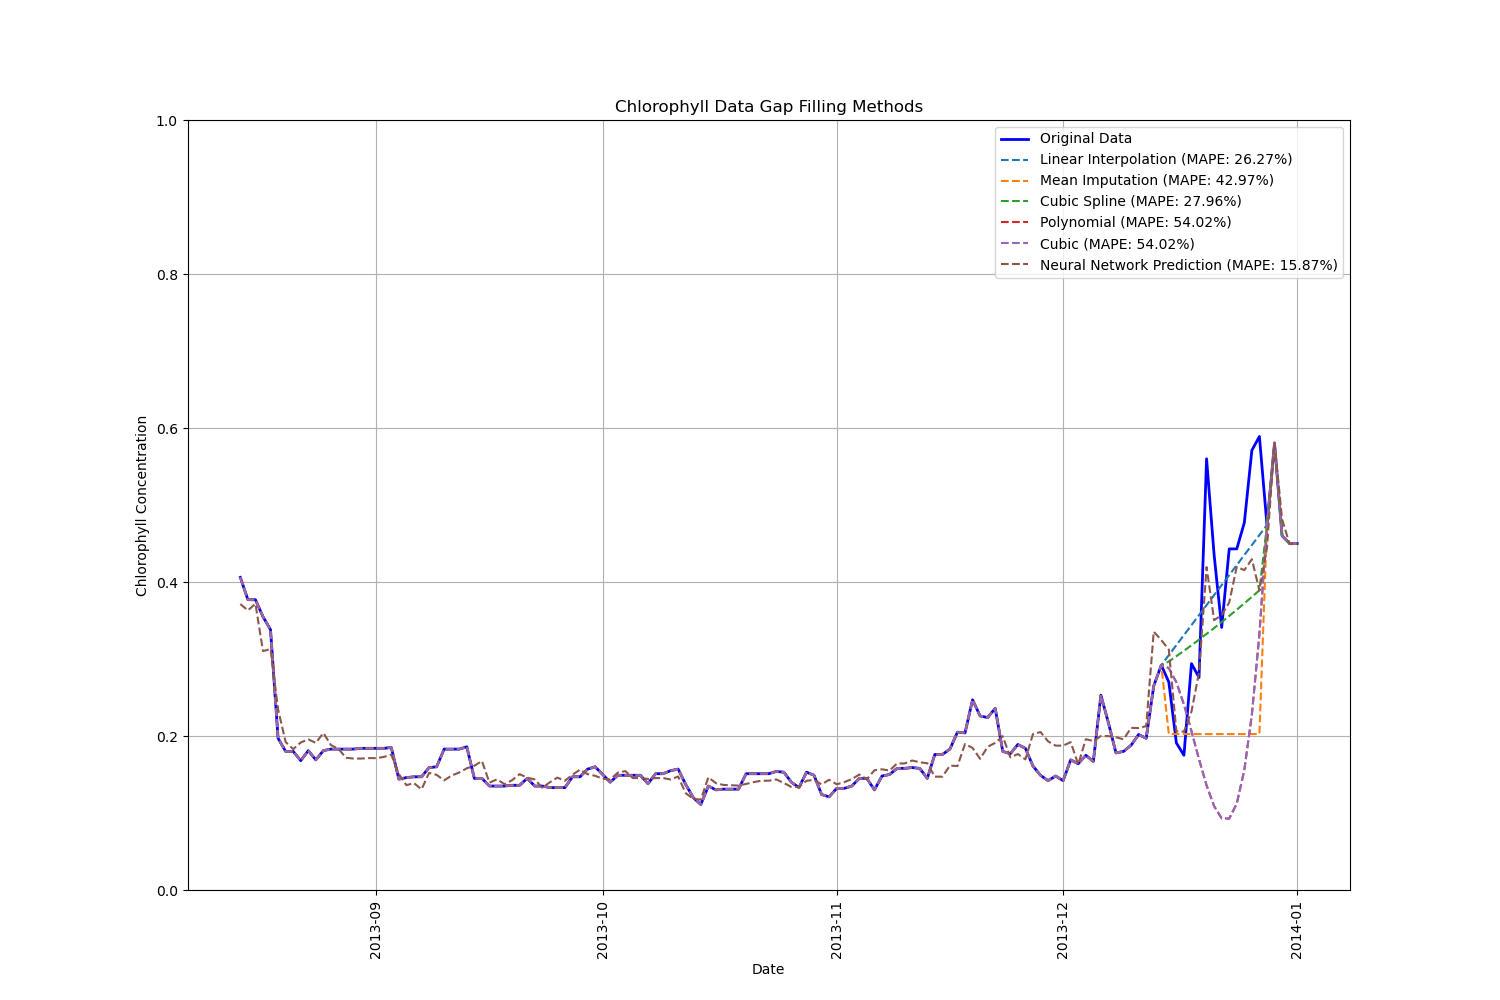 Chlorophyll Data Gap Filling Methods
1.0
0.8
0.6
0.4
0.2
0.0
Chlorophyll Concentration
Original Data
Linear Interpolation (MAPE: 26.27%)
Mean Imputation (MAPE: 42.97%)
Cubic Spline (MAPE: 27.96%)
Polynomial (MAPE: 54.02%)
Cubic (MAPE: 54.02%)
Neural Network Prediction (MAPE: 15.87%)
2013-09
2013-10
2013-11
2013-12
2014-01
Date